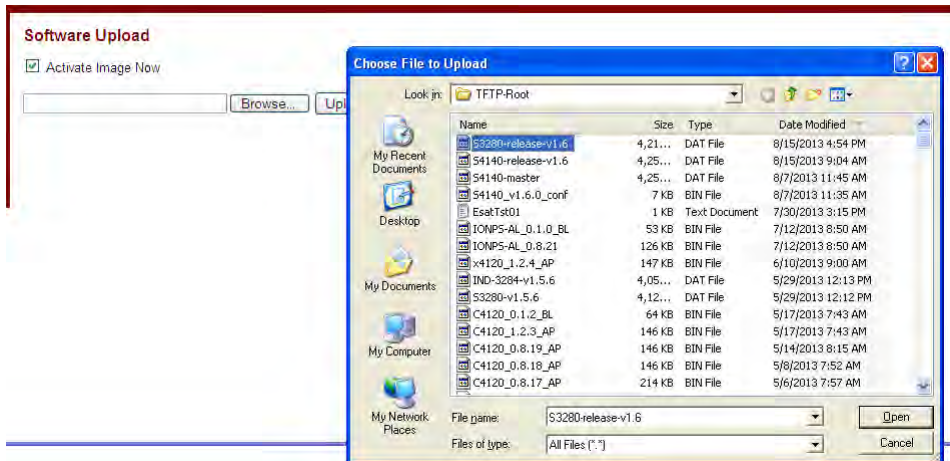 Software Upload
Activate Image Now
Browse...
Choose File to Upload
Look in: TFTP-Root
My Recent Documents
Desktop
My Documents
My Computer
My Network Places
Name Size Type Date Modified
S3280-release-v1.6 4,21... DAT File 8/15/2013 4:54 PM
S4140-release-v1.6 4,25... DAT File 8/15/2013 9:04 AM
S4140-master 4,25... DAT File 8/7/2013 11:45 AM
S4140_v1.6.0_conf 7 KB BIN File 8/7/2013 11:35 AM
EsatTst01 1 KB Text Document 7/30/2013 3:15 PM
IONPS-AL_0.1.0_BL 53 KB BIN File 7/12/2013 8:50 AM
IONPS-AL_0.8.21 126 KB BIN File 7/12/2013 8:50 AM
x4120_1.2.4_AP 147 KB BIN File 6/10/2013 9:00 AM
IND-3284-v1.5.6 4,05... DAT File 5/29/2013 12:13 PM
S3280-v1.5.6 4,12... DAT File 5/29/2013 12:12 PM
C4120_0.1.2_BL 64 KB BIN File 5/17/2013 7:43 AM
C4120_1.2.3_AP 146 KB BIN File 5/17/2013 7:43 AM
C4120_0.8.19_AP 146 KB BIN File 5/14/2013 8:15 AM
C4120_0.8.18_AP 146 KB BIN File 5/8/2013 7:52 AM
C4120_0.8.17_AP 214 KB BIN File 5/6/2013 7:57 AM
File name: S3280-release-v1.6 Open
Files of type: All Files (*.*) Cancel